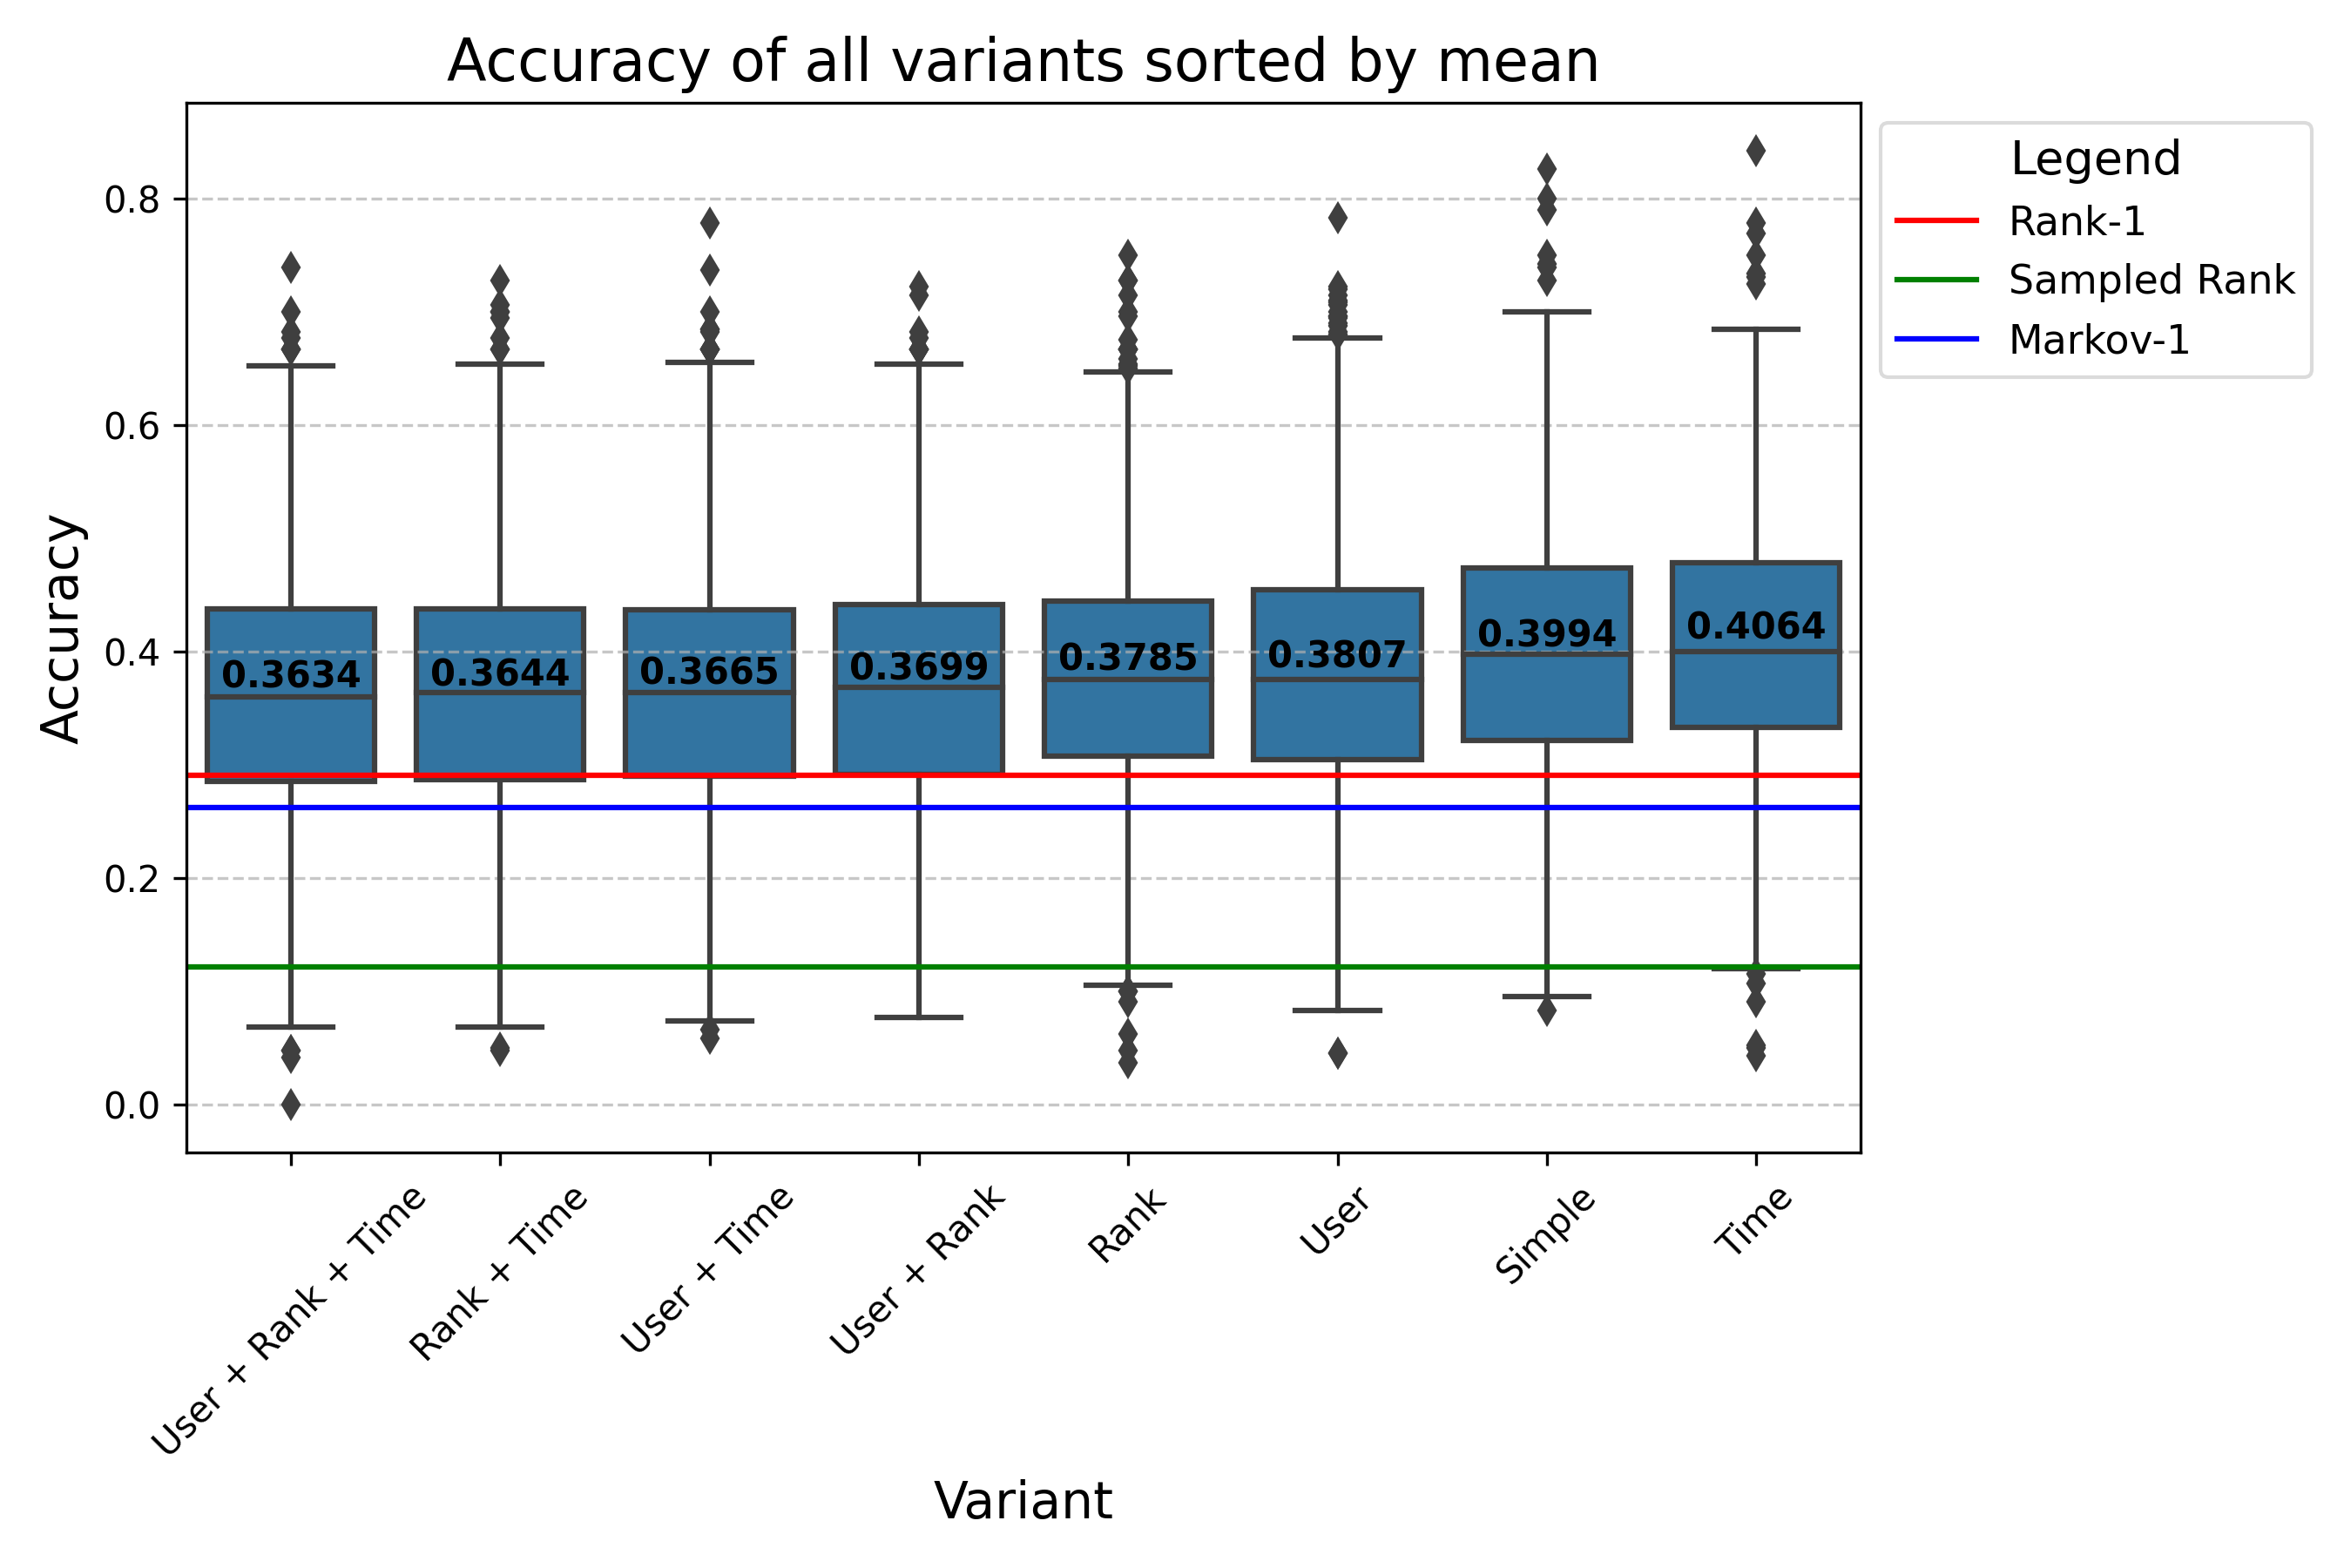 Accuracy of all variants sorted by mean
Legend
Rank-1
Sampled Rank
Markov-1
Accuracy
0.8
0.6
0.4
0.2
0.0
0.3634
0.3644
0.3665
0.3699
0.3785
0.3807
0.3994
0.4064
User + Rank + Time
Rank + Time
User + Time
User + Rank
Rank
User
Simple
Time
Variant